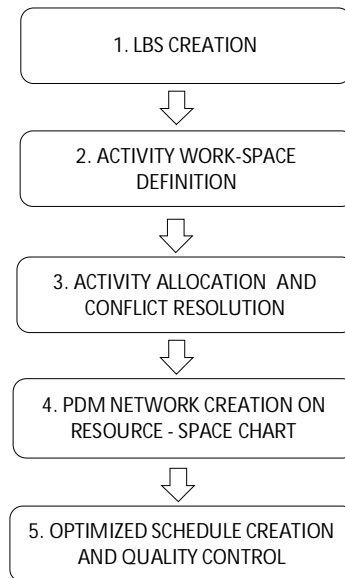 1. LBS CREATION
2. ACTIVITY WORK-SPACE
DEFINITION
3. ACTIVITY ALLOCATION AND
CONFLICT RESOLUTION
4. PDM NETWORK CREATION ON
RESOURCE - SPACE CHART
5. OPTIMIZED SCHEDULE CREATION
AND QUALITY CONTROL